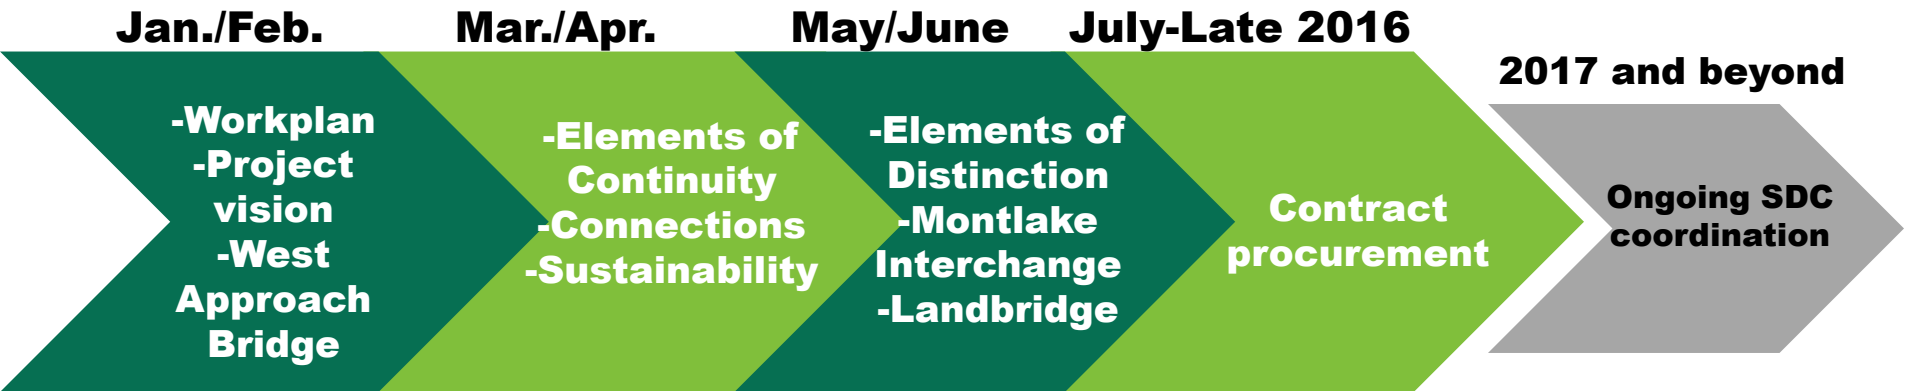 Jan./Feb.
-Workplan
-Project
vision
-West
Approach
Bridge
Mar./Apr.
-Elements of
Continuity
-Connections
-Sustainability
May/June
-Elements of
Distinction
-Montlake
Interchange
-Landbridge
July-Late 2016
Contract
procurement
2017 and beyond
Ongoing SDC
coordination